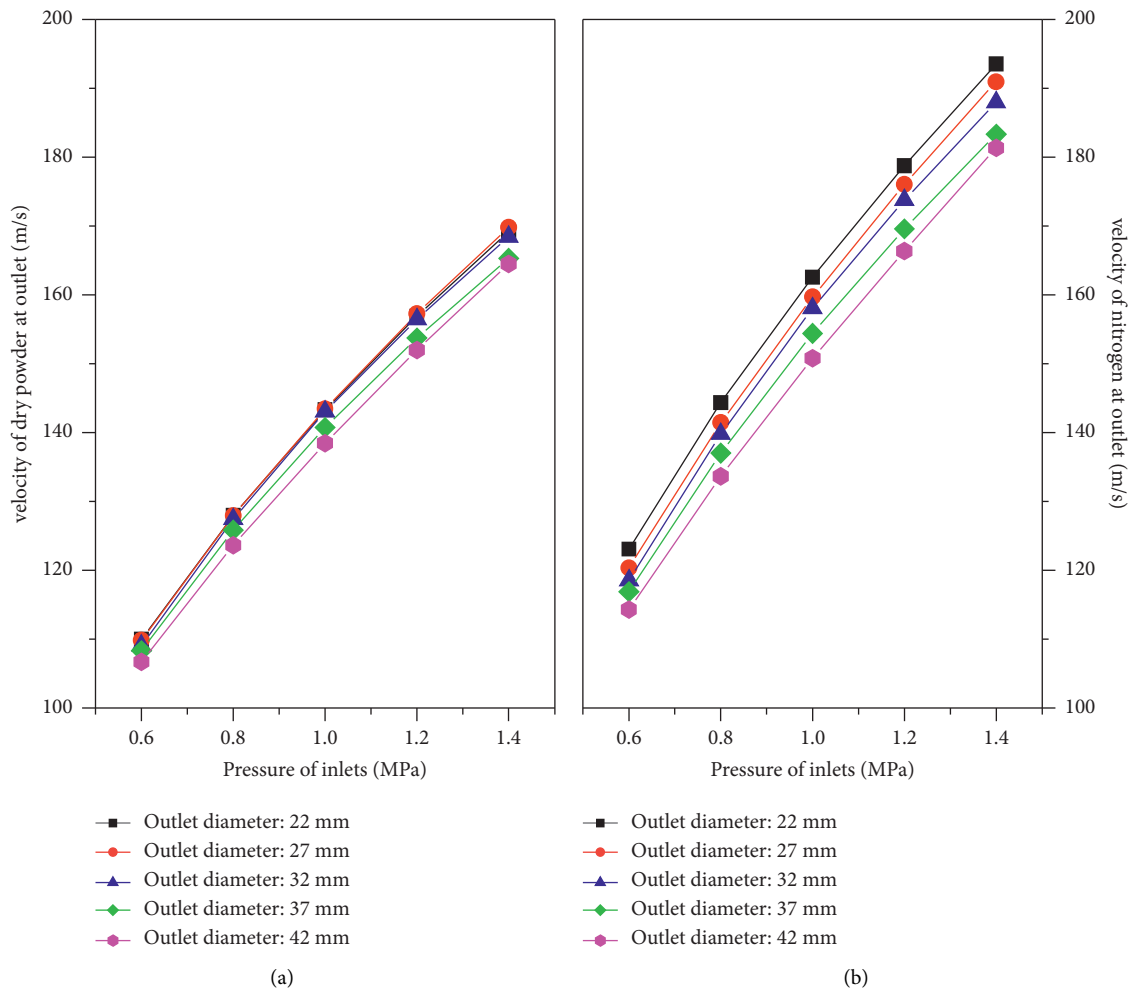 200
180
160
140
120
100
velocity of dry powder at outlet (m/s)
0.6 0.8 1.0 1.2 1.4
Pressure of inlets (MPa)
Outlet diameter: 22 mm
Outlet diameter: 27 mm
Outlet diameter: 32 mm
Outlet diameter: 37 mm
Outlet diameter: 42 mm
(a)
200
180
160
140
120
100
velocity of nitrogen at outlet (m/s)
0.6 0.8 1.0 1.2 1.4
Pressure of inlets (MPa)
Outlet diameter: 22 mm
Outlet diameter: 27 mm
Outlet diameter: 32 mm
Outlet diameter: 37 mm
Outlet diameter: 42 mm
(b)